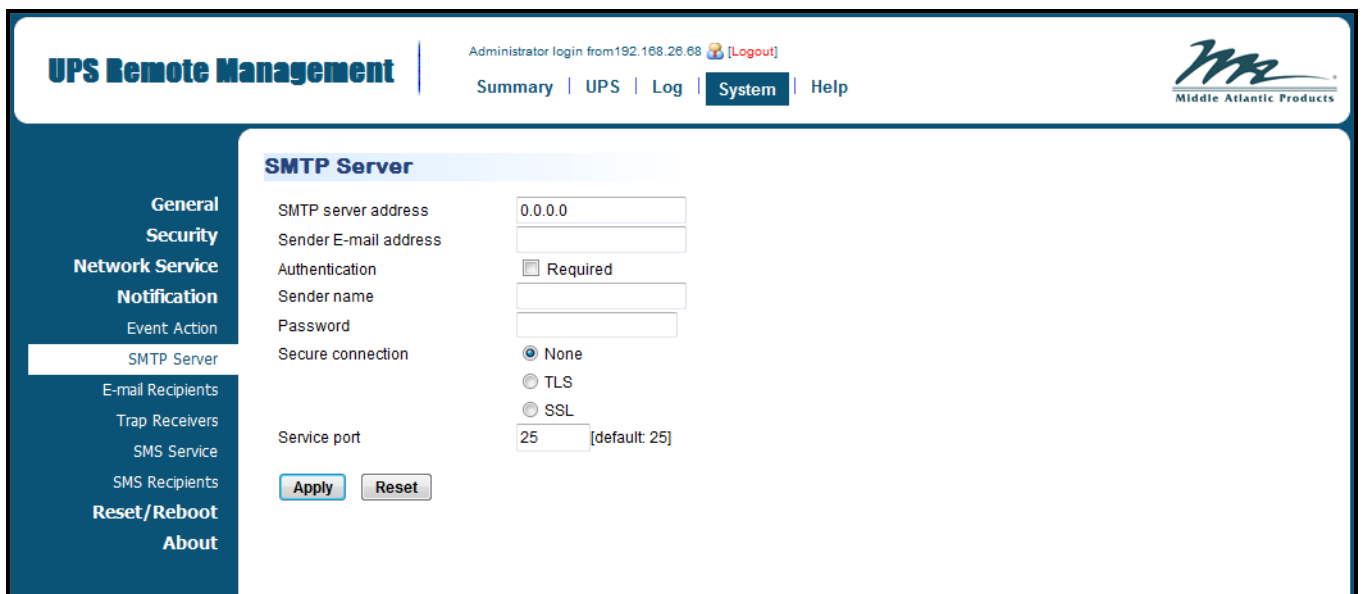 UPS Remote Management
Administrator login from192.168.26.68 [Logout]
Summary | UPS | Log | System | Help
Middle Atlantic Products
General
Security
Network Service
Notification
Event Action
SMTP Server
E-mail Recipients
Trap Receivers
SMS Service
SMS Recipients
Reset/Reboot
About
SMTP Server
SMTP server address 0.0.0.0
Sender E-mail address
Authentication Required
Sender name
Password
Secure connection None
TLS
SSL
Service port 25 [default: 25]
Apply Reset